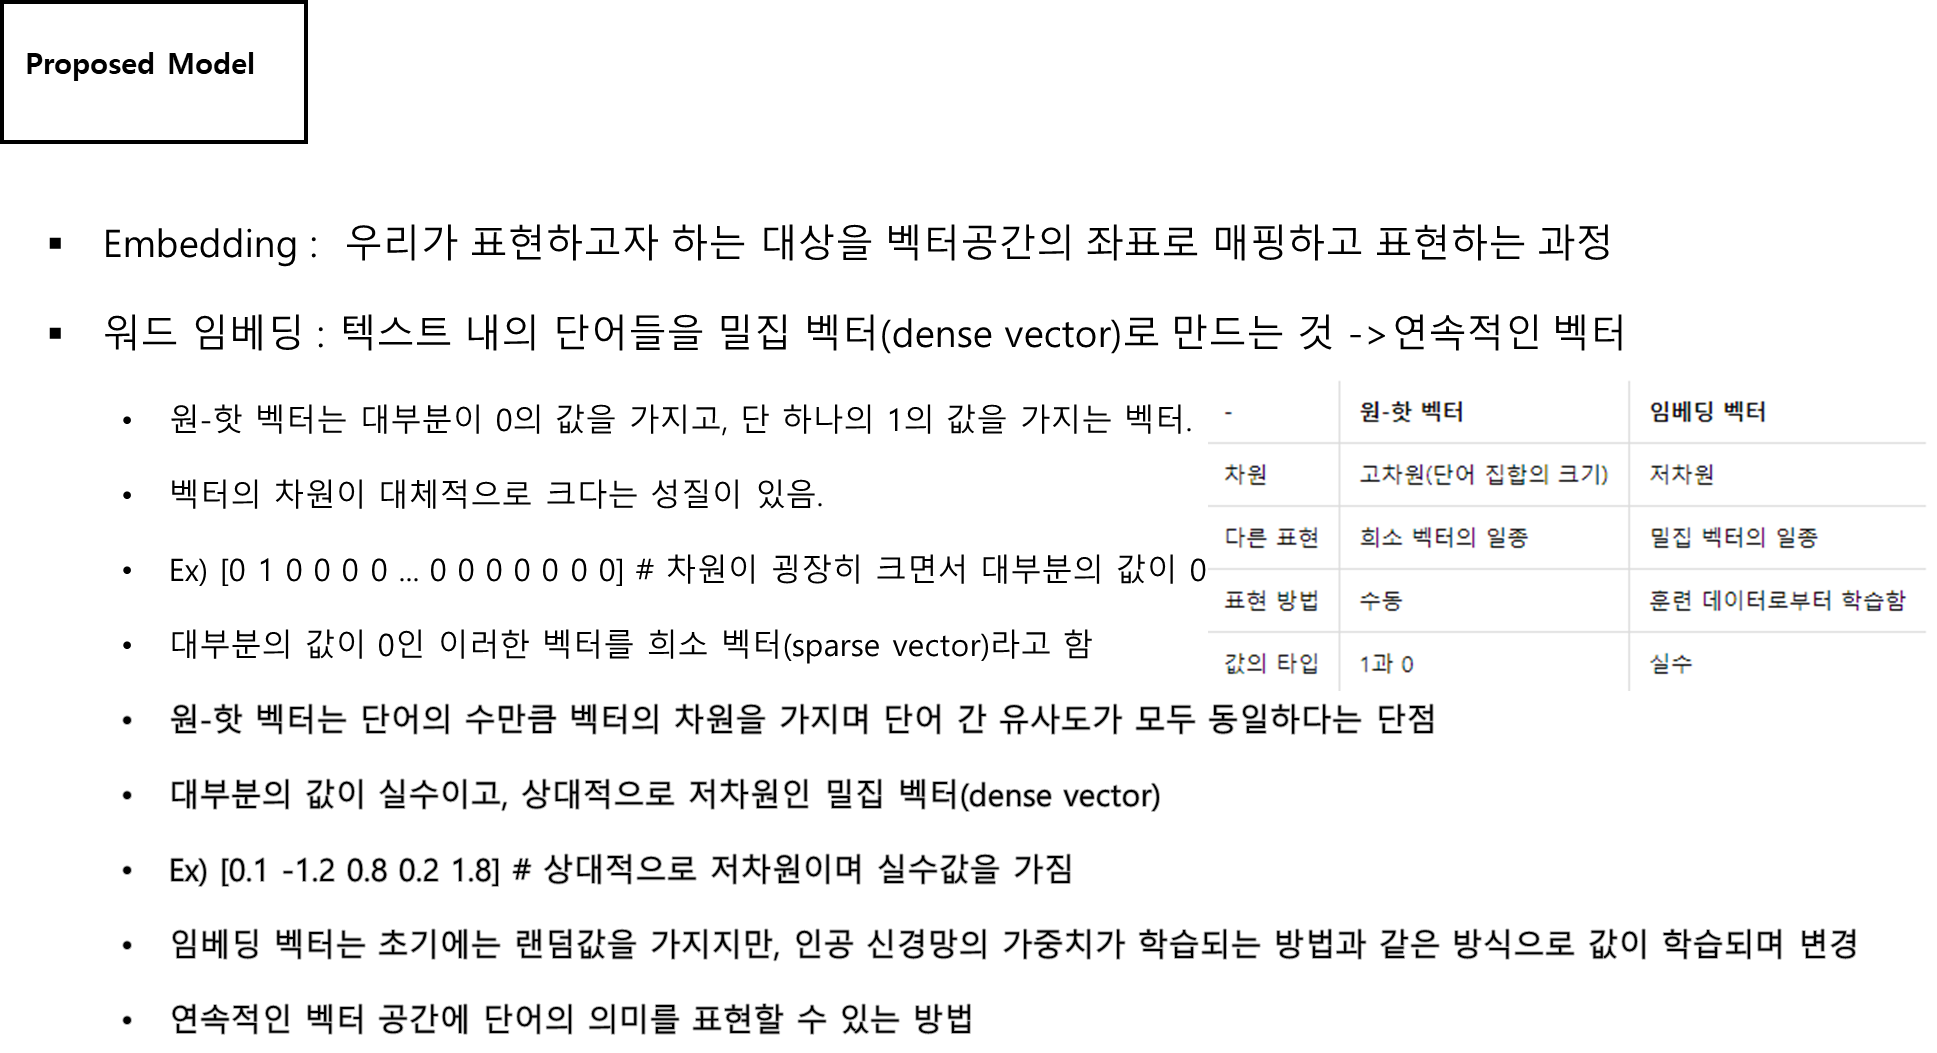 Proposed Model
▪ Embedding : 우리가 표현하고자 하는 대상을 벡터공간의 좌표로 매핑하고 표현하는 과정
▪ 워드 임베딩 : 텍스트 내의 단어들을 밀집 벡터(dense vector)로 만드는 것 ->연속적인 벡터
• 원-핫 벡터는 대부분이 0의 값을 가지고, 단 하나의 1의 값을 가지는 벡터.
• 벡터의 차원이 대체적으로 크다는 성질이 있음.
• Ex) [0 1 0 0 0 0 ... 0 0 0 0 0 0 0] # 차원이 굉장히 크면서 대부분의 값이 0
• 대부분의 값이 0인 이러한 벡터를 희소 벡터(sparse vector)라고 함
• 원-핫 벡터는 단어의 수만큼 벡터의 차원을 가지며 단어 간 유사도가 모두 동일하다는 단점
• 대부분의 값이 실수이고, 상대적으로 저차원인 밀집 벡터(dense vector)
• Ex) [0.1 -1.2 0.8 0.2 1.8] # 상대적으로 저차원이며 실수값을 가짐
• 임베딩 벡터는 초기에는 랜덤값을 가지지만, 인공 신경망의 가중치가 학습되는 방법과 같은 방식으로 값이 학습되며 변경
• 연속적인 벡터 공간에 단어의 의미를 표현할 수 있는 방법
- 원-핫 벡터 임베딩 벡터
차원 고차원(단어 집합의 크기) 저차원
다른 표현 희소 벡터의 일종 밀집 벡터의 일종
표현 방법 수동 훈련 데이터로부터 학습함
값의 타입 1과 0 실수